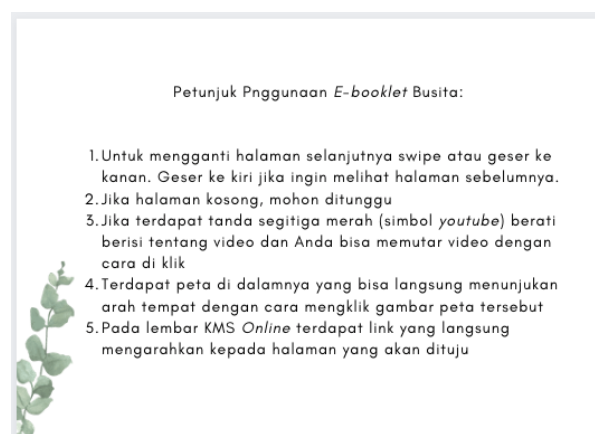 Petunjuk Pnggunaan E-booklet Busita:
1. Untuk mengganti halaman selanjutnya swipe atau geser ke
kanan. Geser ke kiri jika ingin melihat halaman sebelumnya.
2. Jika halaman kosong, mohon ditunggu
3. Jika terdapat tanda segitiga merah (simbol youtube) berati
berisi tentang video dan Anda bisa memutar video dengan
cara di klik
4. Terdapat peta di dalamnya yang bisa langsung menunjukan
arah tempat dengan cara mengklik gambar peta tersebut
5. Pada lembar KMS Online terdapat link yang langsung
mengarahkan kepada halaman yang akan dituju